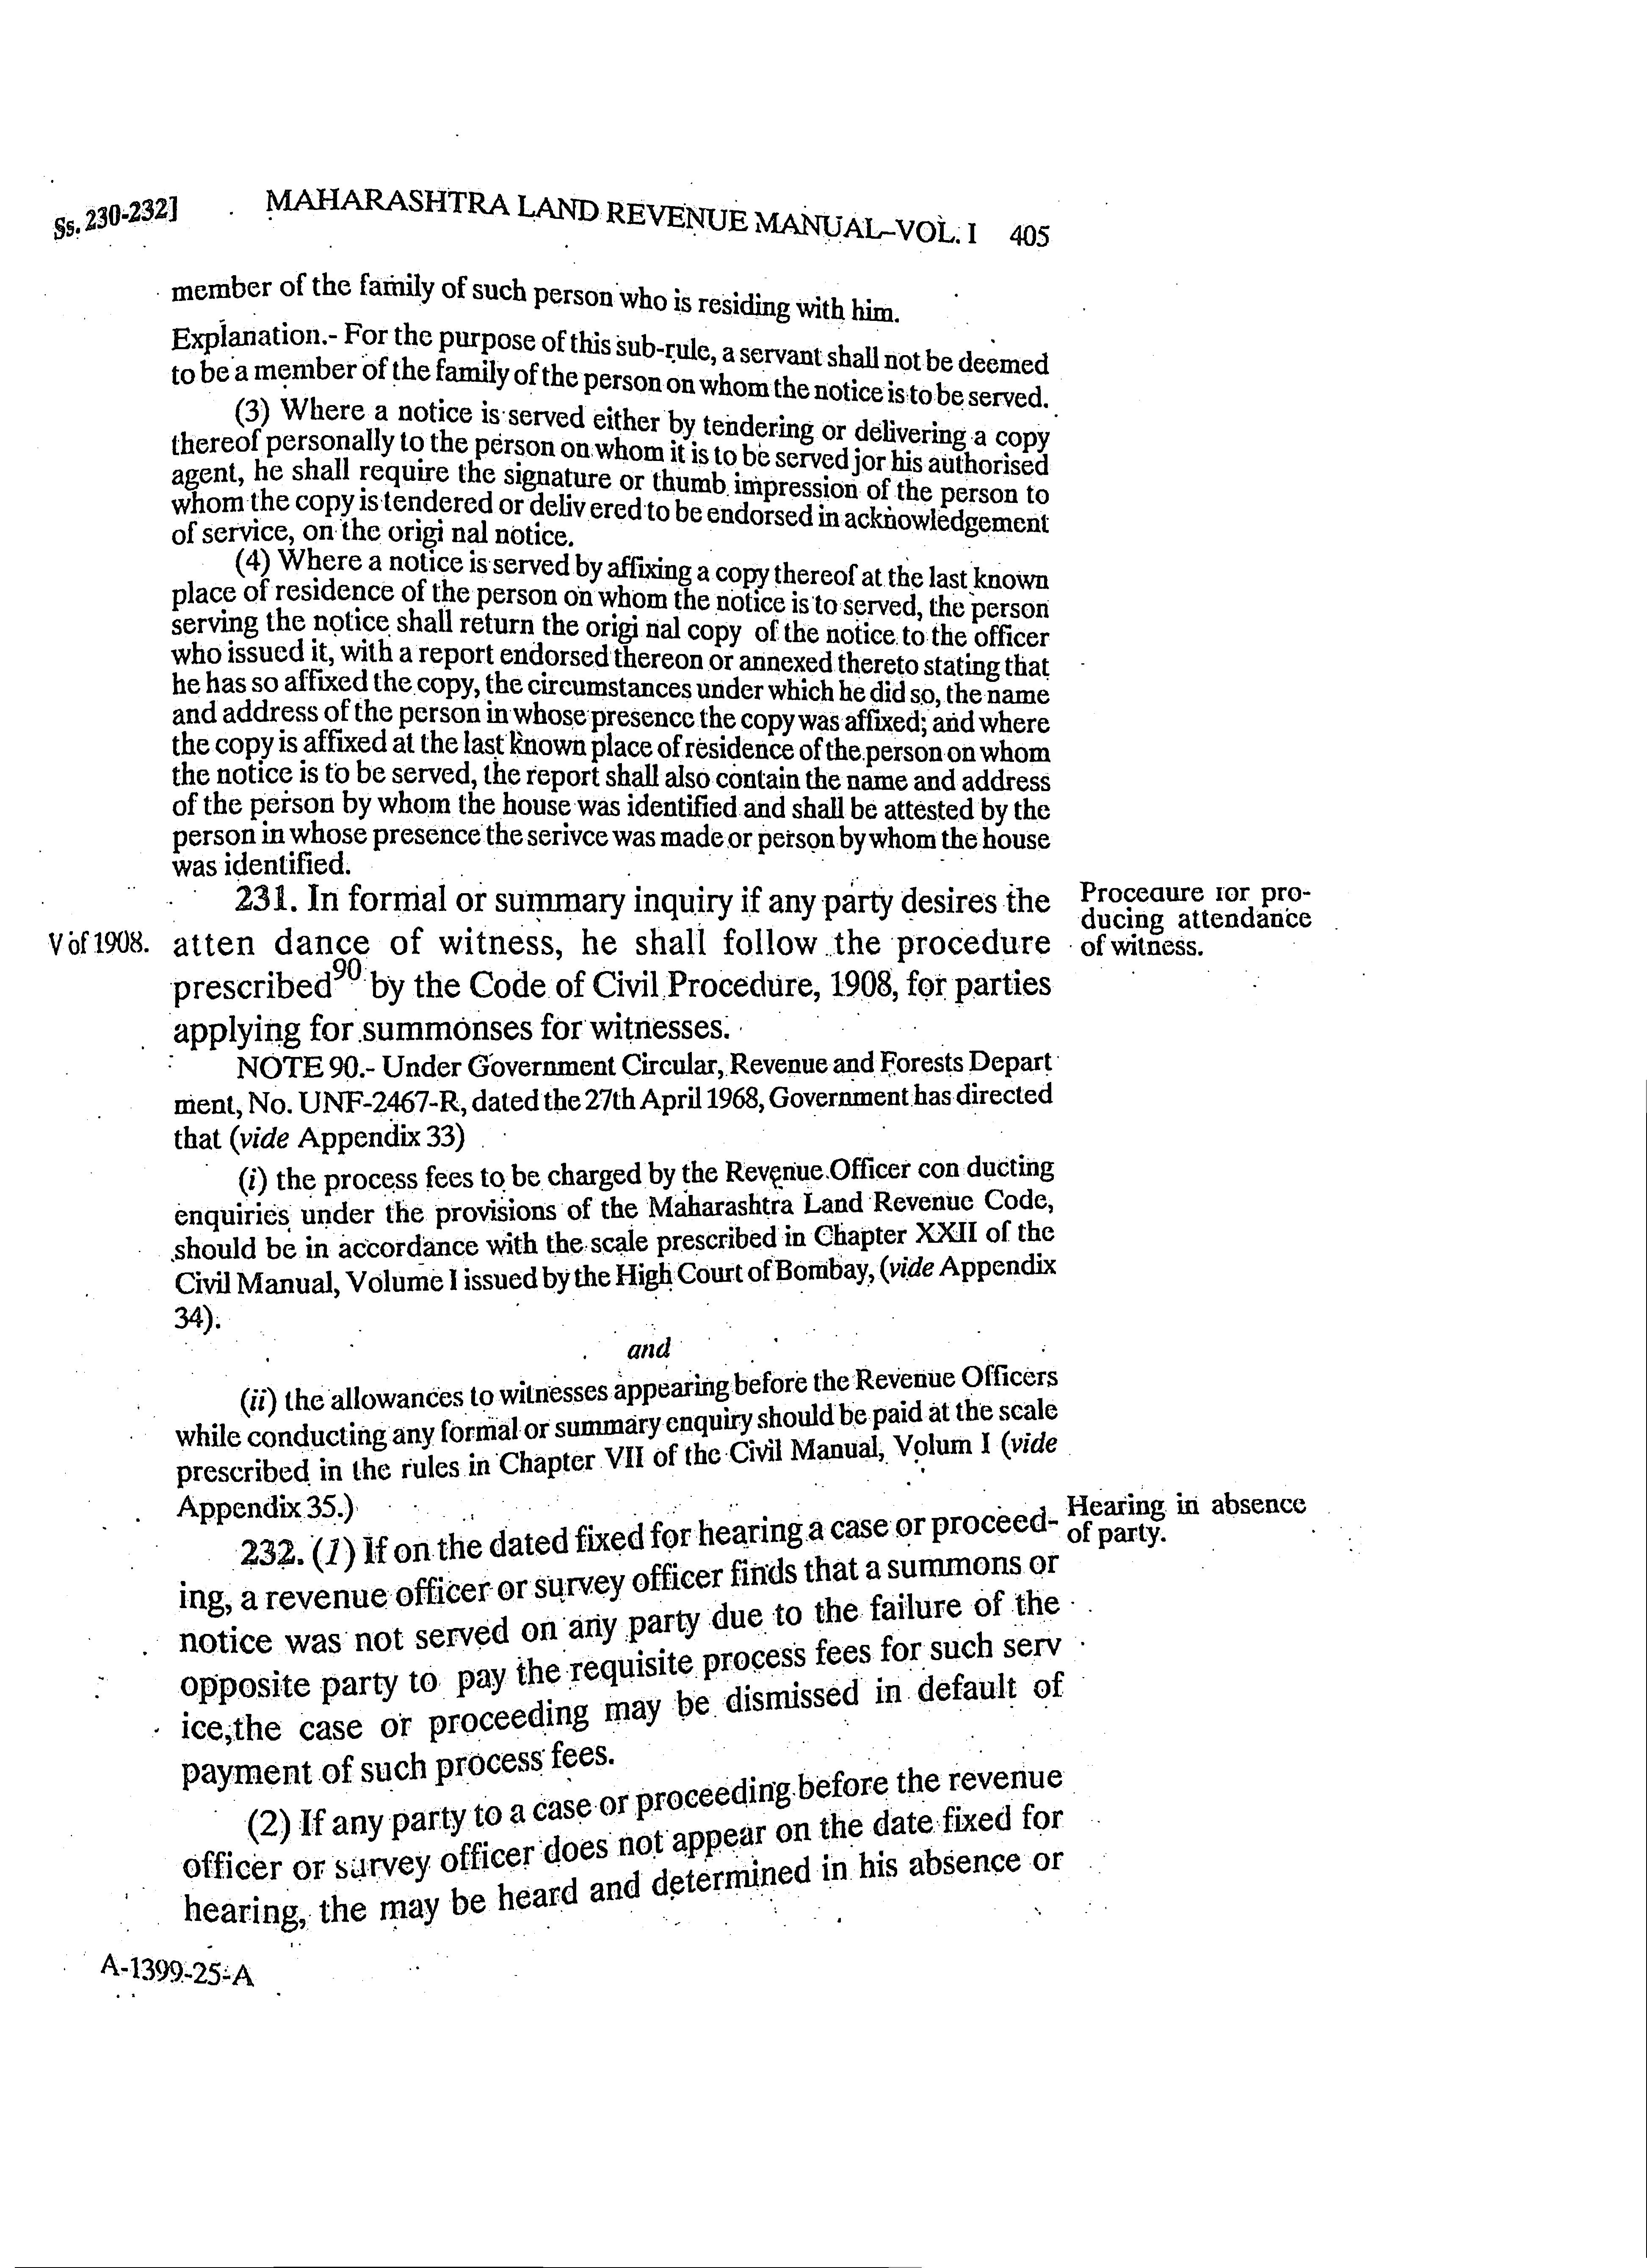 Ss. 230-232] MAHARASHTRA LAND REVENUE MANUAL–VOL. I 405
member of the family of such person who is residing with him.
Explanation.- For the purpose of this sub-rule, a servant shall not be deemed
to be a member of the family of the person on whom the notice is to be served.
(3) Where a notice is served either by tendering or delivering a copy
thereof personally to the person on whom it is to be served jor his authorised
agent, he shall require the signature or thumb impression of the person to
whom the copy is tendered or deliv ered to be endorsed in acknowledgement
of service, on the origi nal notice.
(4) Where a notice is served by affixing a copy thereof at the last known
place of residence of the person on whom the notice is to served, the person
serving the notice shall return the origi nal copy of the notice to the officer
who issued it, with a report endorsed thereon or annexed thereto stating that
he has so affixed the copy, the circumstances under which he did so, the name
and address of the person in whose presence the copy was affixed; and where
the copy is affixed at the last known place of residence of the person on whom
the notice is to be served, the report shall also contain the name and address
of the person by whom the house was identified and shall be attested by the
person in whose presence the serivce was made or person by whom the house
was identified.
231. In formal or summary inquiry if any party desires the
V of 1908. atten dance of witness, he shall follow the procedure
prescribed90 by the Code of Civil Procedure, 1908, for parties
applying for summonses for witnesses.
Procedure for pro-
ducing attendance
of witness.
NOTE 90.- Under Government Circular, Revenue and Forests Depart
ment, No. UNF-2467-R, dated the 27th April 1968, Government has directed
that (vide Appendix 33)
(i) the process fees to be charged by the Revenue Officer con ducting
enquiries under the provisions of the Maharashtra Land Revenue Code,
should be in accordance with the scale prescribed in Chapter XXII of the
Civil Manual, Volume I issued by the High Court of Bombay, (vide Appendix
34).
and
(ii) the allowances to witnesses appearing before the Revenue Officers
while conducting any formal or summary enquiry should be paid at the scale
prescribed in the rules in Chapter VII of the Civil Manual, Volum I (vide
Appendix 35.)
232. (1) If on the dated fixed for hearing a case or proceed-
ing, a revenue officer or survey officer finds that a summons or
notice was not served on any party due to the failure of the
opposite party to pay the requisite process fees for such serv
ice,the case or proceeding may be dismissed in default of
payment of such process fees.
Hearing in absence
of party.
(2) If any party to a case or proceeding before the revenue
officer or survey officer does not appear on the date fixed for
hearing, the may be heard and determined in his absence or
A-1399-25-A